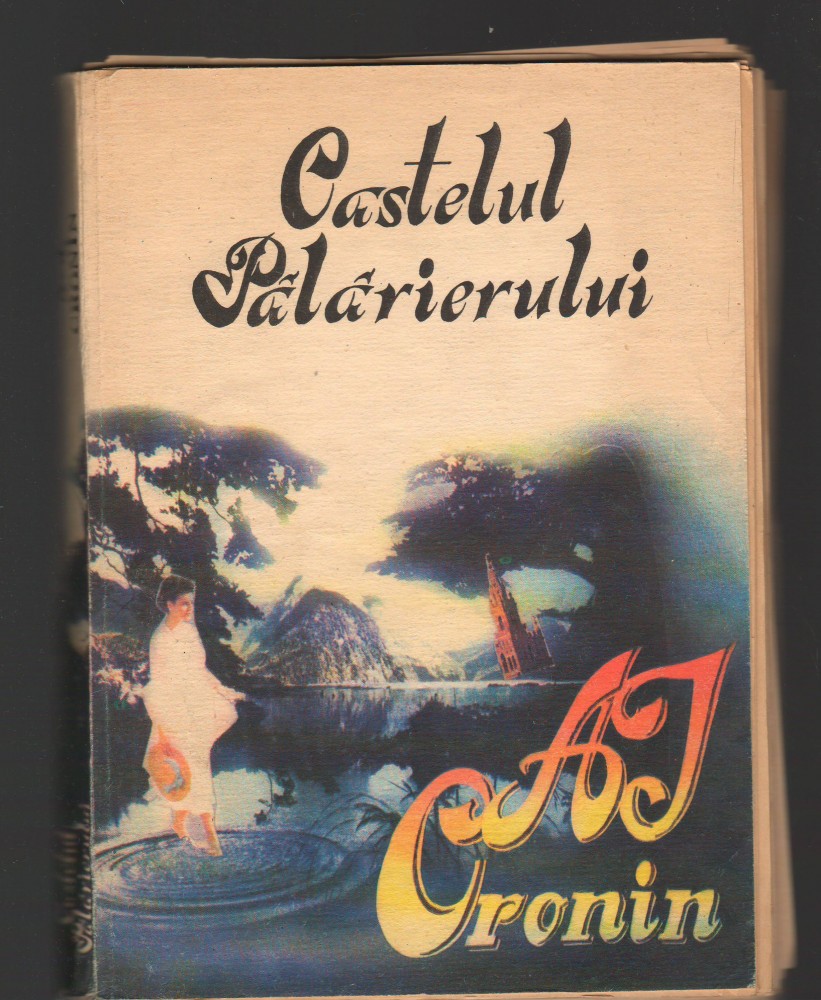 Castelul
Pălărierului
AJ
Cronin